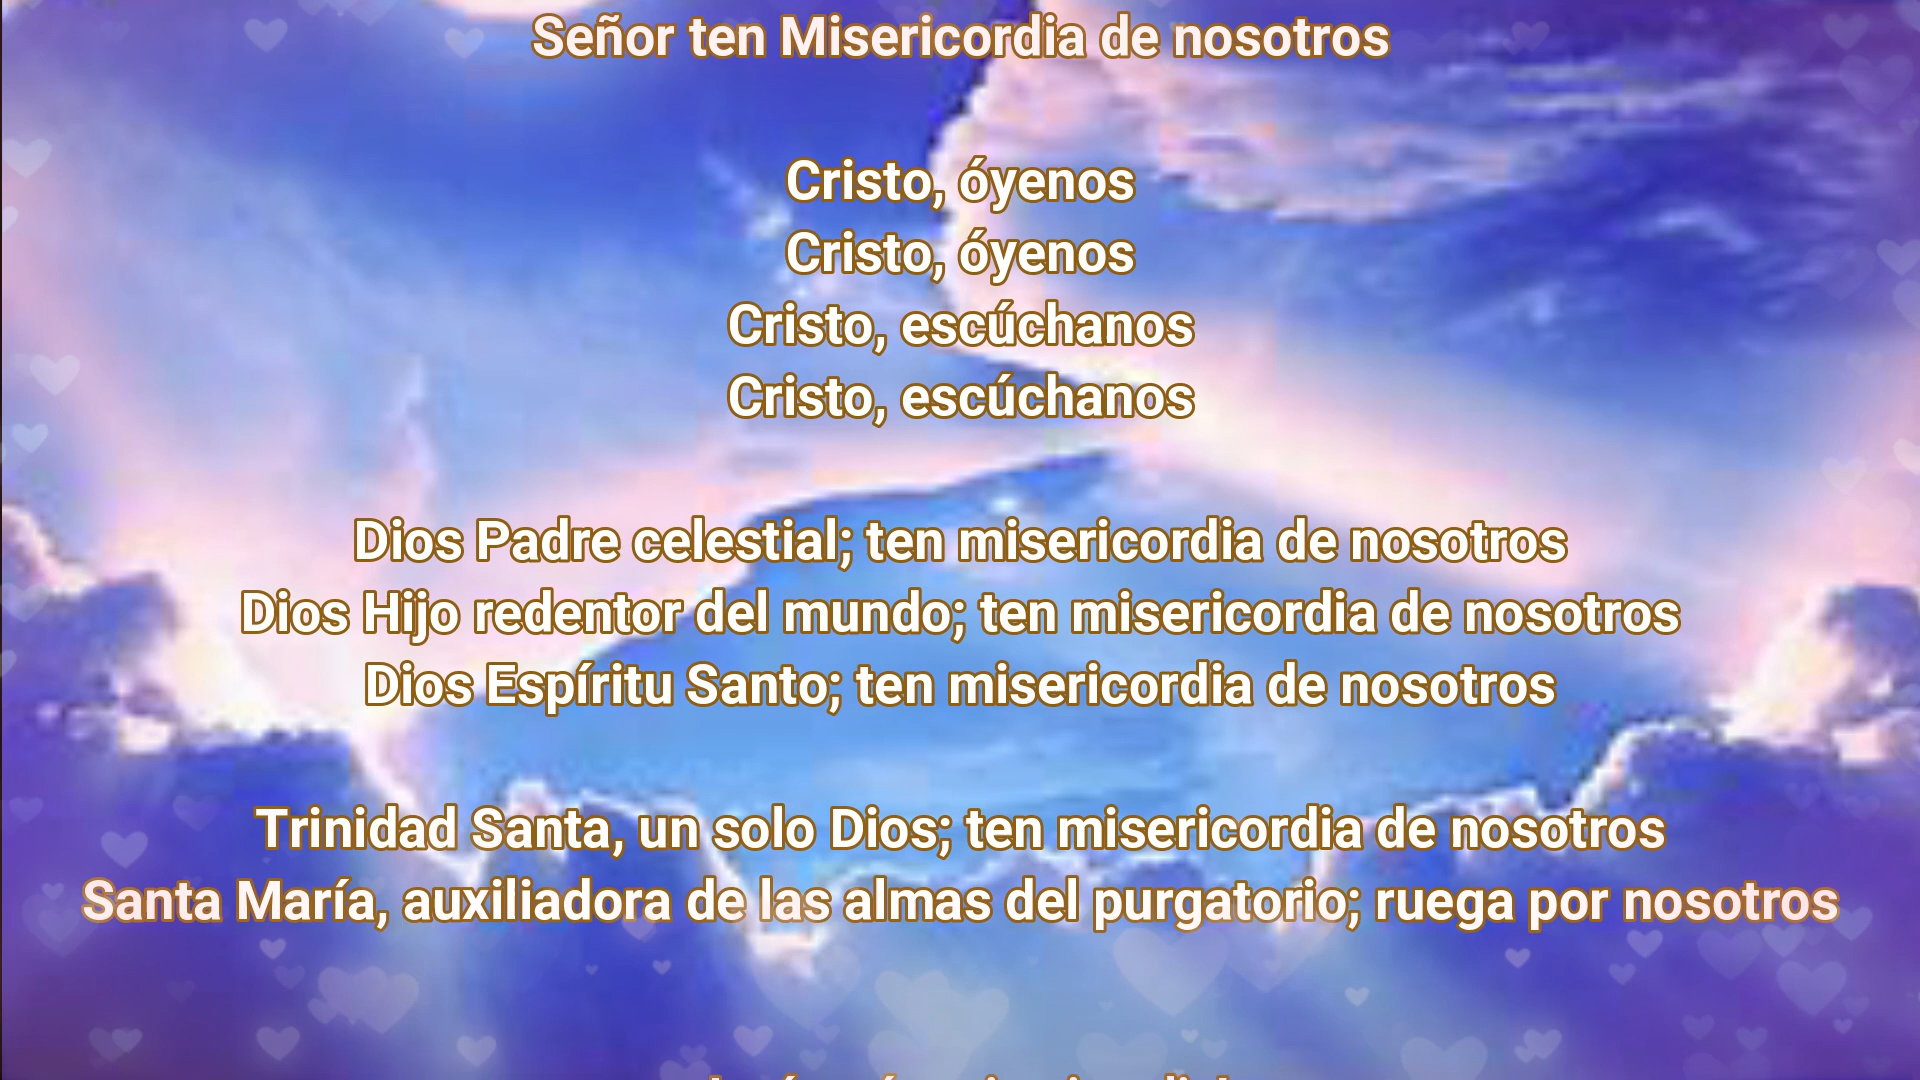 Señor ten Misericordia de nosotros
Cristo, óyenos
Cristo, óyenos
Cristo, escúchanos
Cristo, escúchanos
Dios Padre celestial; ten misericordia de nosotros
Dios Hijo redentor del mundo; ten misericordia de nosotros
Dios Espíritu Santo; ten misericordia de nosotros
Trinidad Santa, un solo Dios; ten misericordia de nosotros
Santa María, auxiliadora de las almas del purgatorio; ruega por nosotros